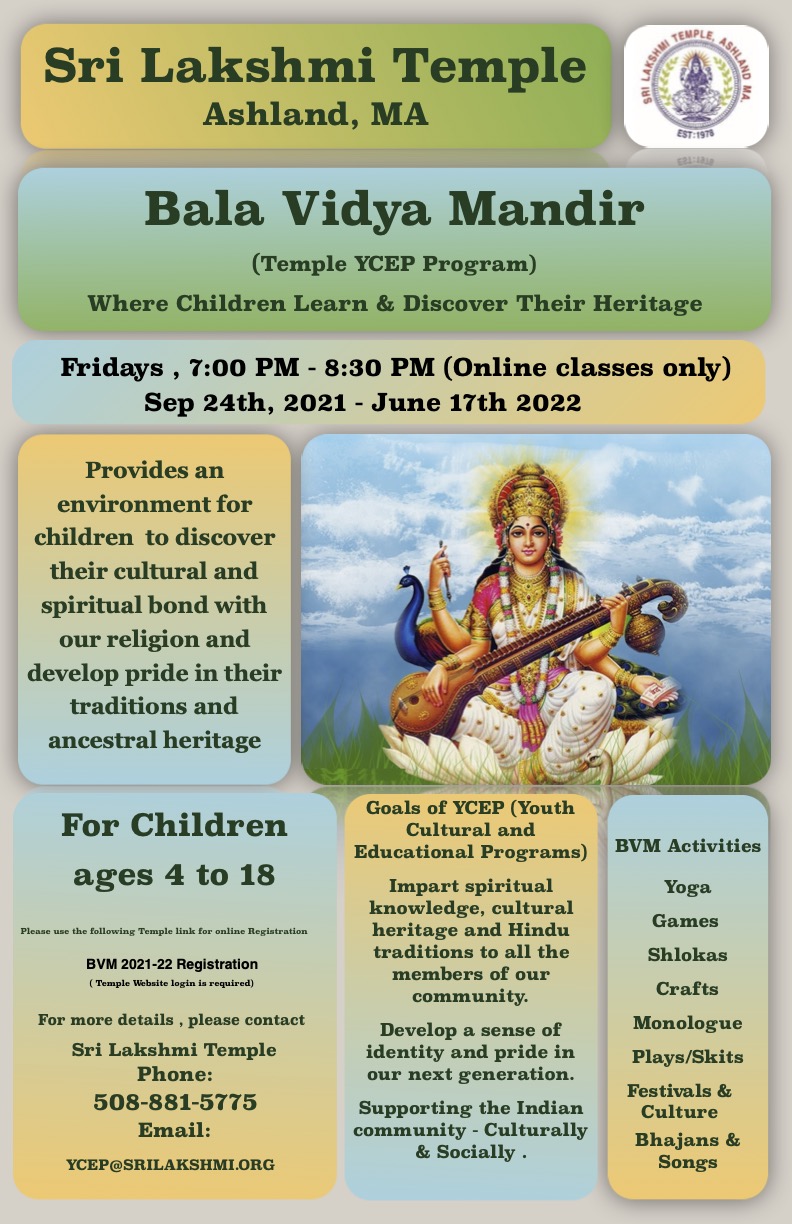 Sri Lakshmi Temple
Ashland, MA
SRI LAKSHMI TEMPLE, ASHLAND MA
EST:1978
Bala Vidya Mandir
(Temple YCEP Program)
Where Children Learn & Discover Their Heritage
Fridays , 7:00 PM - 8:30 PM (Online classes only)
Sep 24th, 2021 - June 17th 2022
Provides an
environment for
children to discover
their cultural and
spiritual bond with
our religion and
develop pride in their
traditions and
ancestral heritage
For Children
ages 4 to 18
Please use the following Temple link for online Registration
BVM 2021-22 Registration
( Temple Website login is required)
For more details , please contact
Sri Lakshmi Temple
Phone:
508-881-5775
Email:
YCEP@SRILAKSHMI.ORG
Goals of YCEP (Youth
Cultural and
Educational Programs)
Impart spiritual
knowledge, cultural
heritage and Hindu
traditions to all the
members of our
community.
Develop a sense of
identity and pride in
our next generation.
Supporting the Indian
community - Culturally
& Socially .
BVM Activities
Yoga
Games
Shlokas
Crafts
Monologue
Plays/Skits
Festivals &
Culture
Bhajans &
Songs